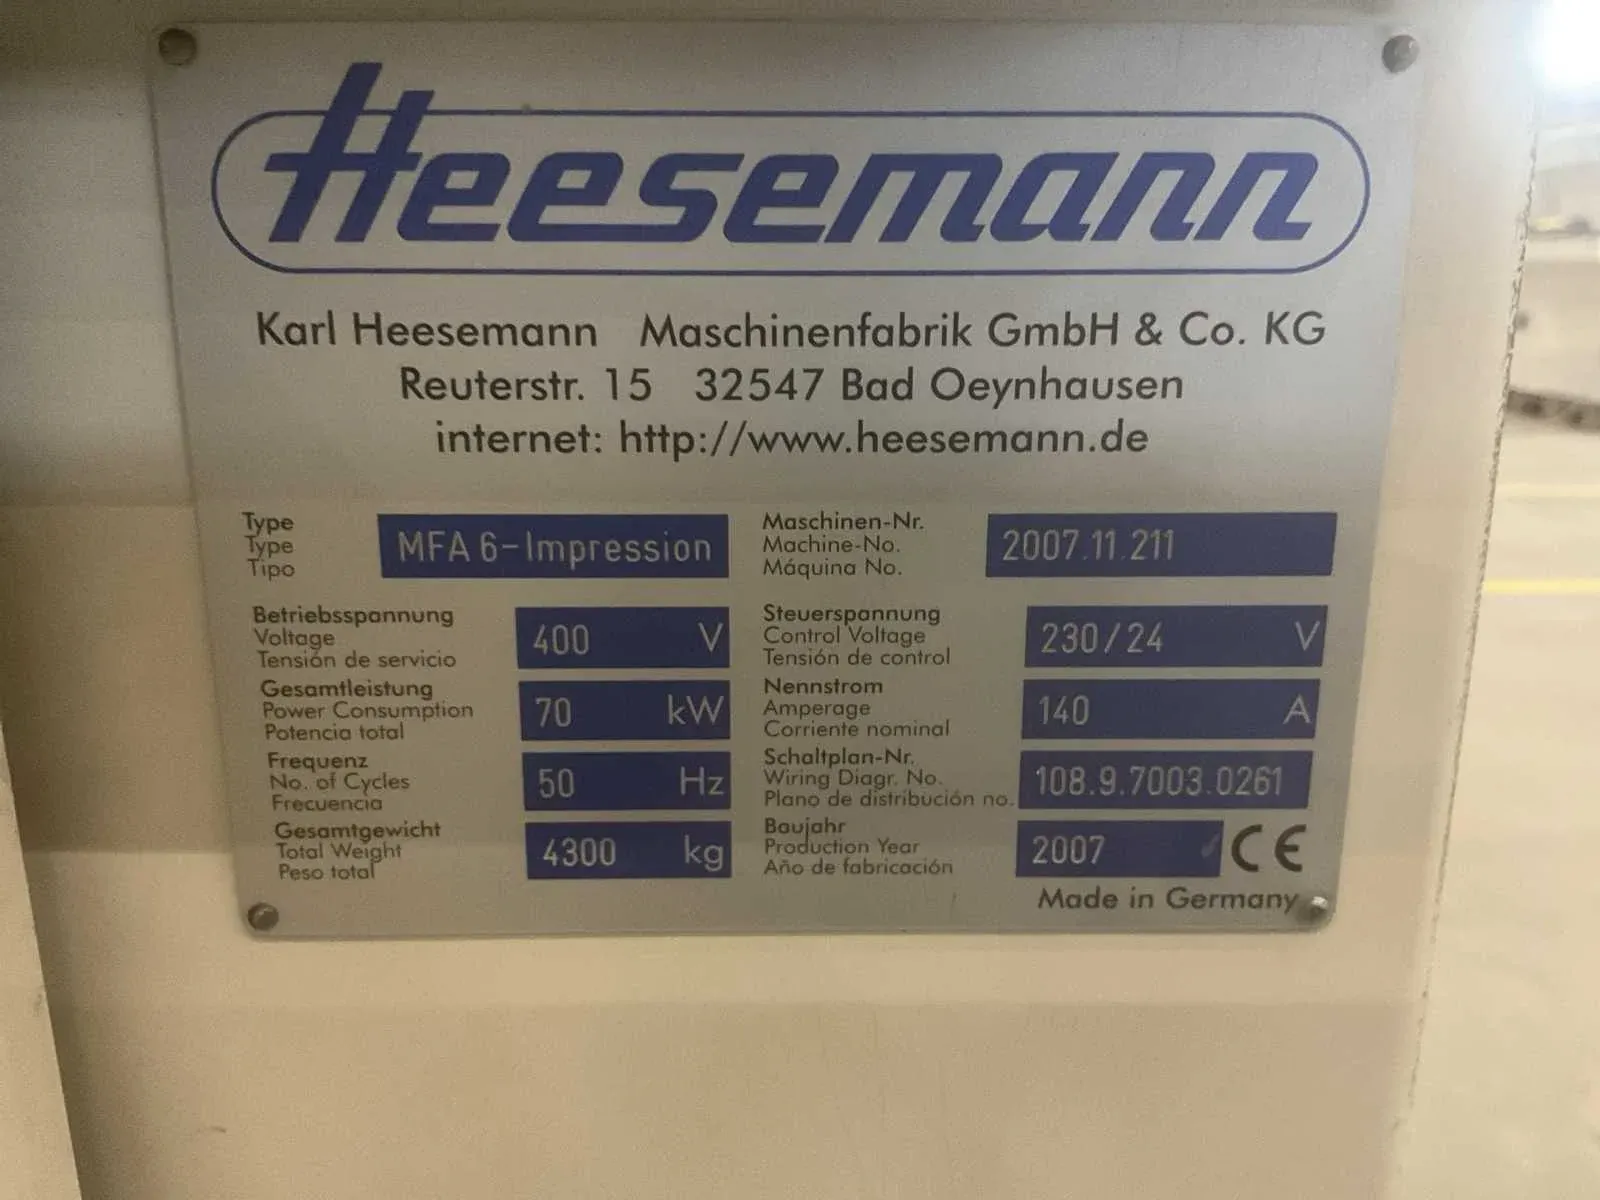 Heesemann
Karl Heesemann Maschinenfabrik GmbH & Co. KG
Reuterstr. 15 32547 Bad Oeynhausen
internet: http://www.heesemann.de
Type
Type
Tipo
MFA 6-Impression
Maschinen-Nr.
Machine-No.
Máquina No.
2007.11.211
Betriebsspannung
Voltage
Tensión de servicio
400 V
Steuerspannung
Control Voltage
Tensión de control
230/24 V
Gesamtleistung
Power Consumption
Potencia total
70 kW
Nennstrom
Amperage
Corriente nominal
140 A
Frequenz
No. of Cycles
Frecuencia
50 Hz
Schaltplan-Nr.
Wiring Diagr. No.
Plano de distribución no.
108.9.7003.0261
Gesamtgewicht
Total Weight
Peso total
4300 kg
Baujahr
Production Year
Año de fabricación
2007
CE
Made in Germany